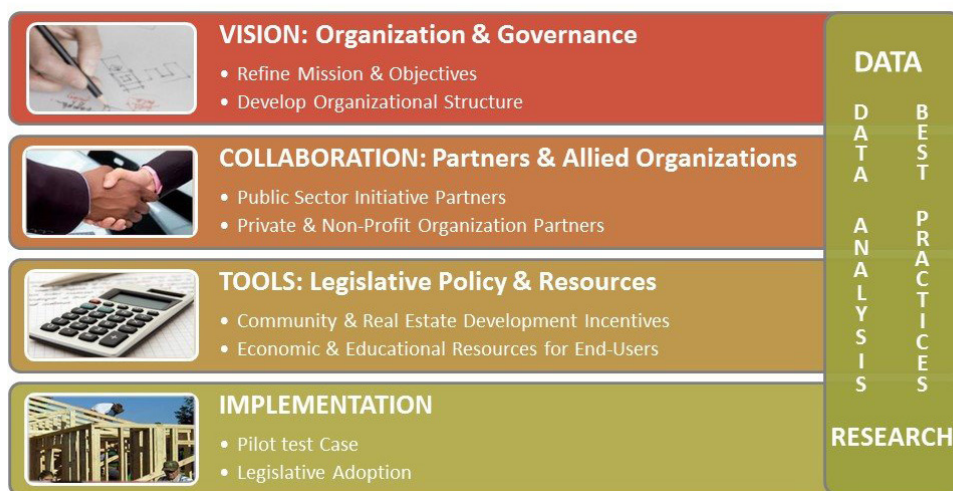 VISION: Organization & Governance
• Refine Mission & Objectives
• Develop Organizational Structure
COLLABORATION: Partners & Allied Organizations
• Public Sector Initiative Partners
• Private & Non-Profit Organization Partners
TOOLS: Legislative Policy & Resources
• Community & Real Estate Development Incentives
• Economic & Educational Resources for End-Users
IMPLEMENTATION
• Pilot test Case
• Legislative Adoption
DATA
DATA ANALYSIS
BEST PRACTICES
RESEARCH